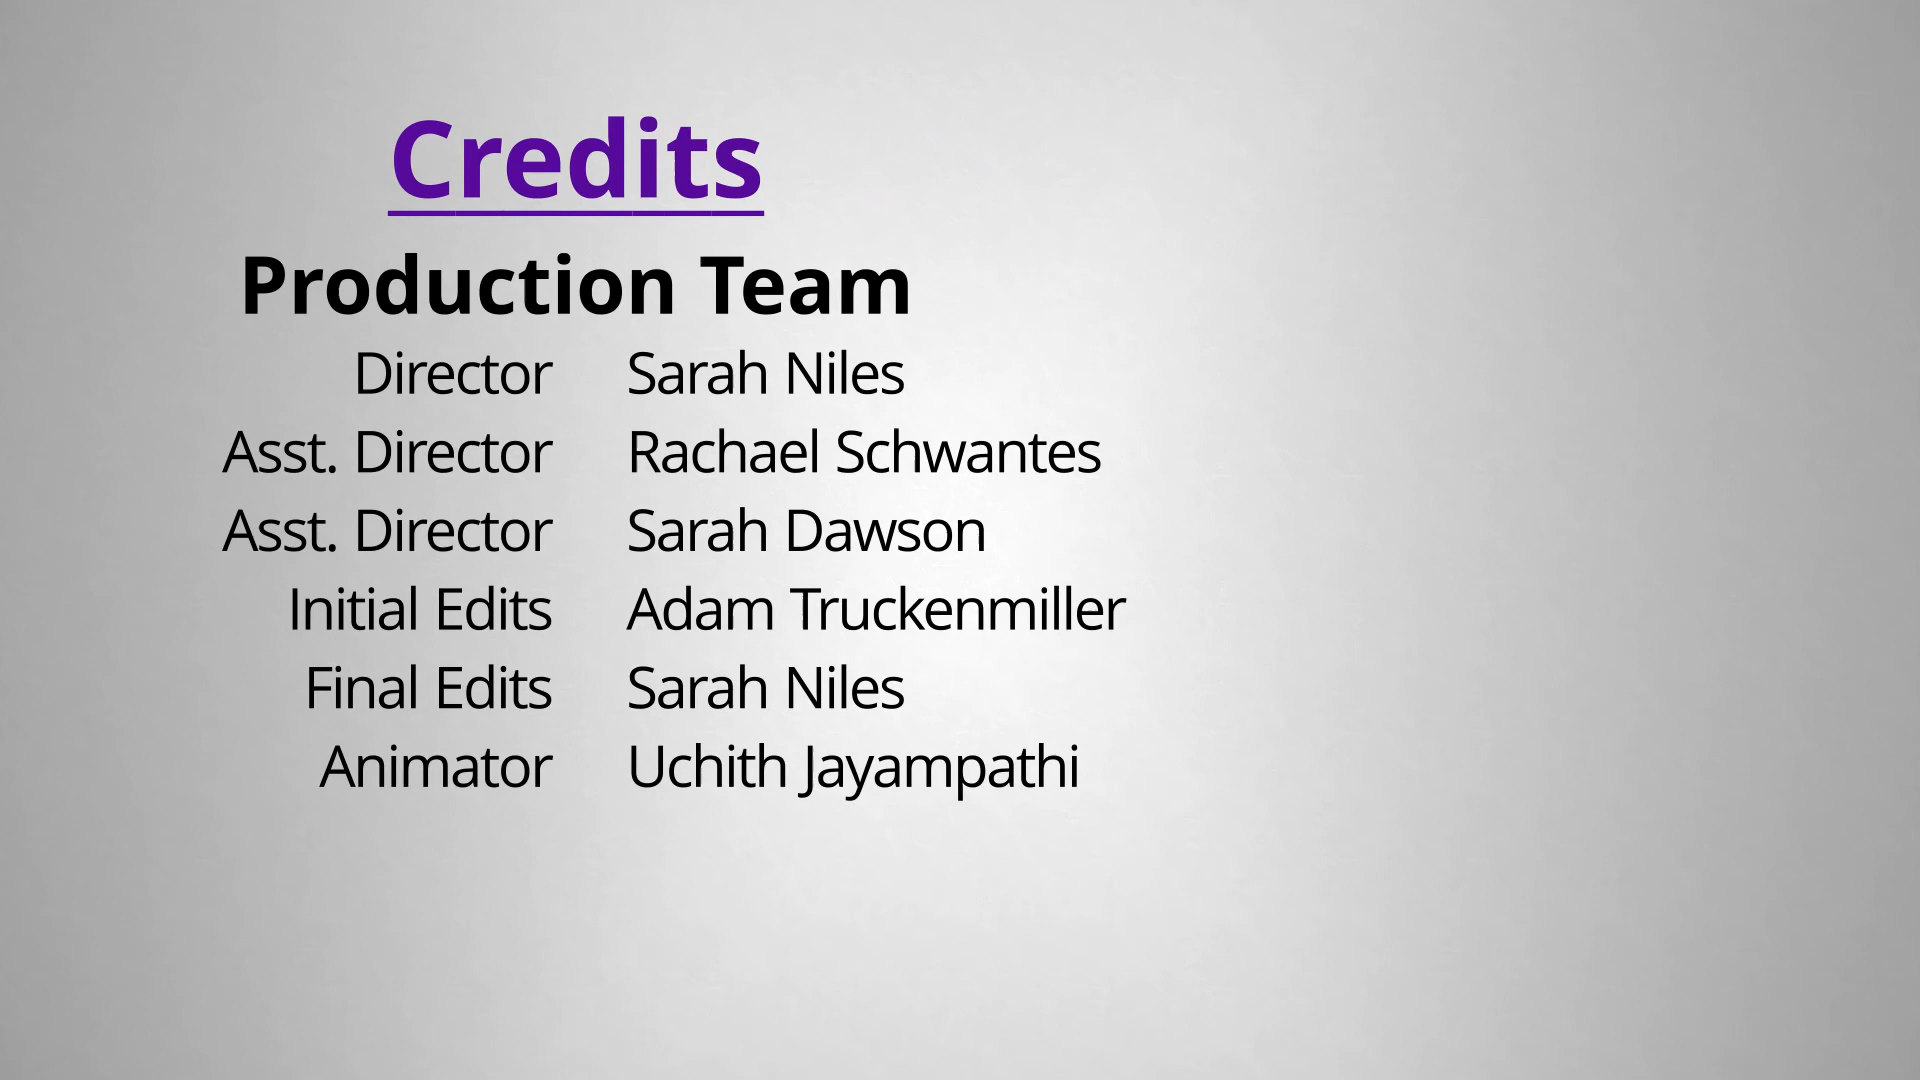 Credits
Production Team
Director Sarah Niles
Asst. Director Rachael Schwantes
Asst. Director Sarah Dawson
Initial Edits Adam Truckenmiller
Final Edits Sarah Niles
Animator Uchith Jayampathi